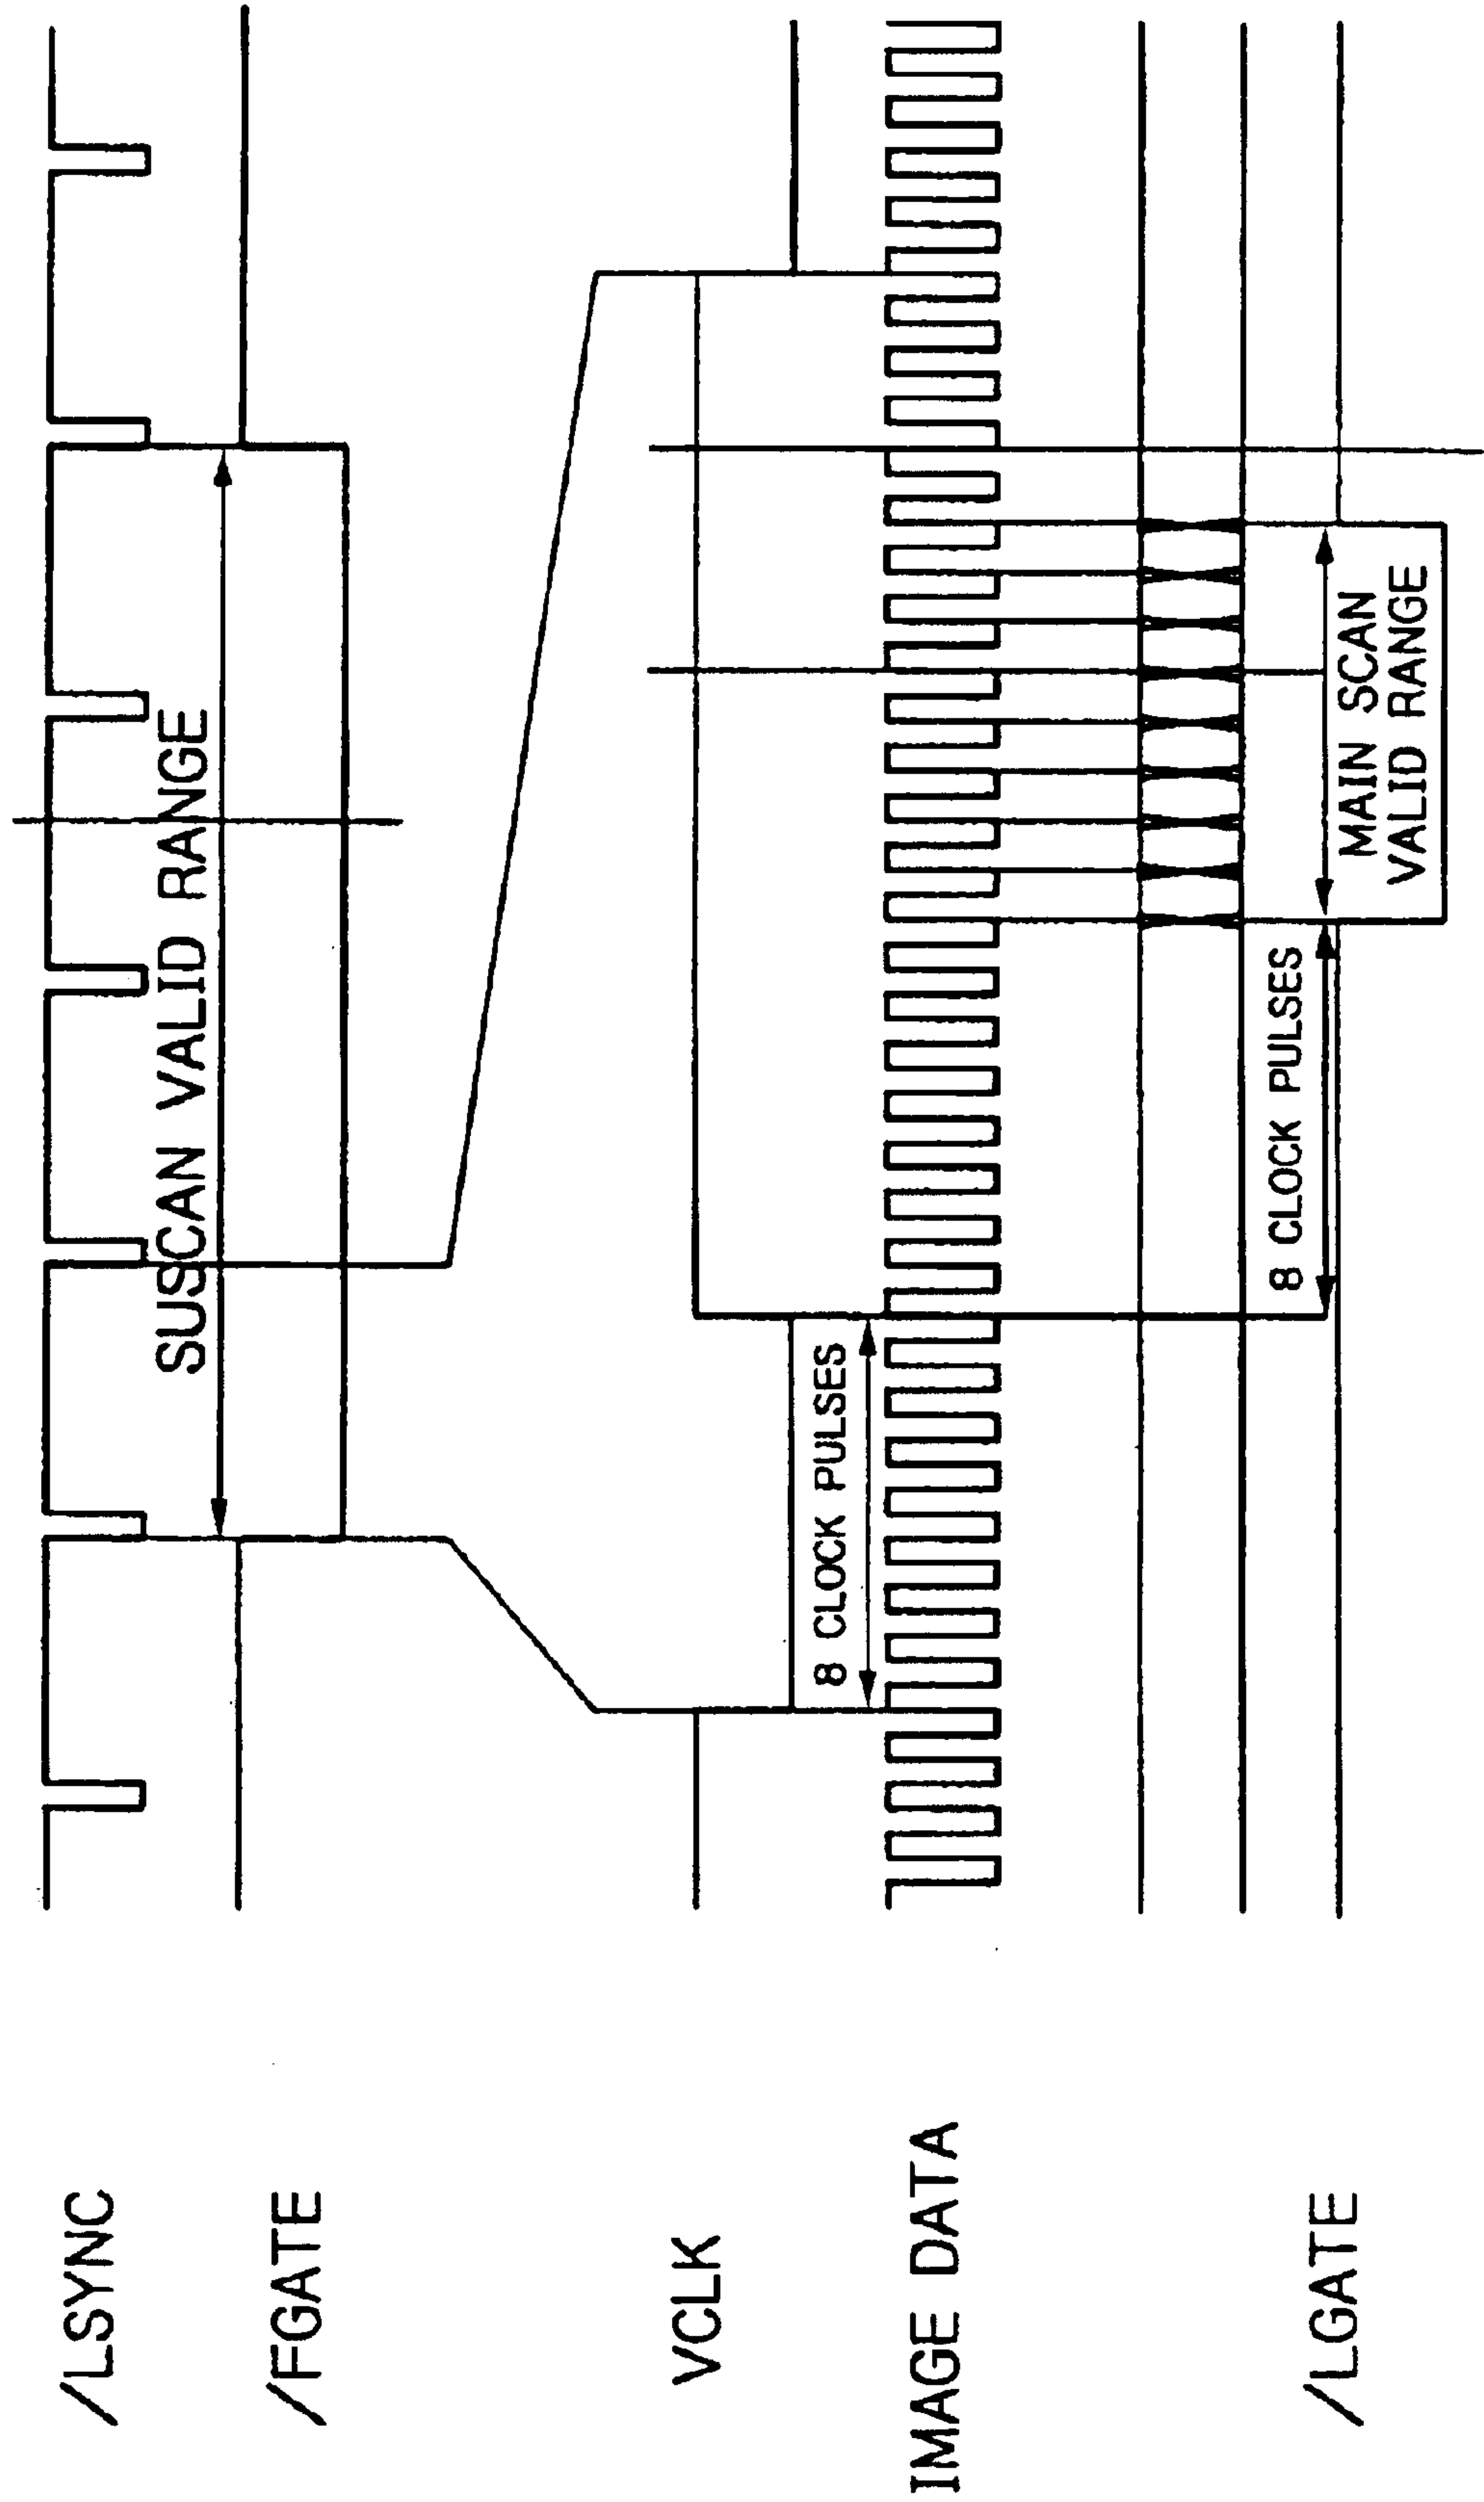 /LSYNC
SUSCAN VALID RANGE
/FGATE
VCLK
8 CLOCK PULSES
IMAGE DATA
8 CLOCK PULSES
MAIN SCAN
VALID RANGE
/LGATE